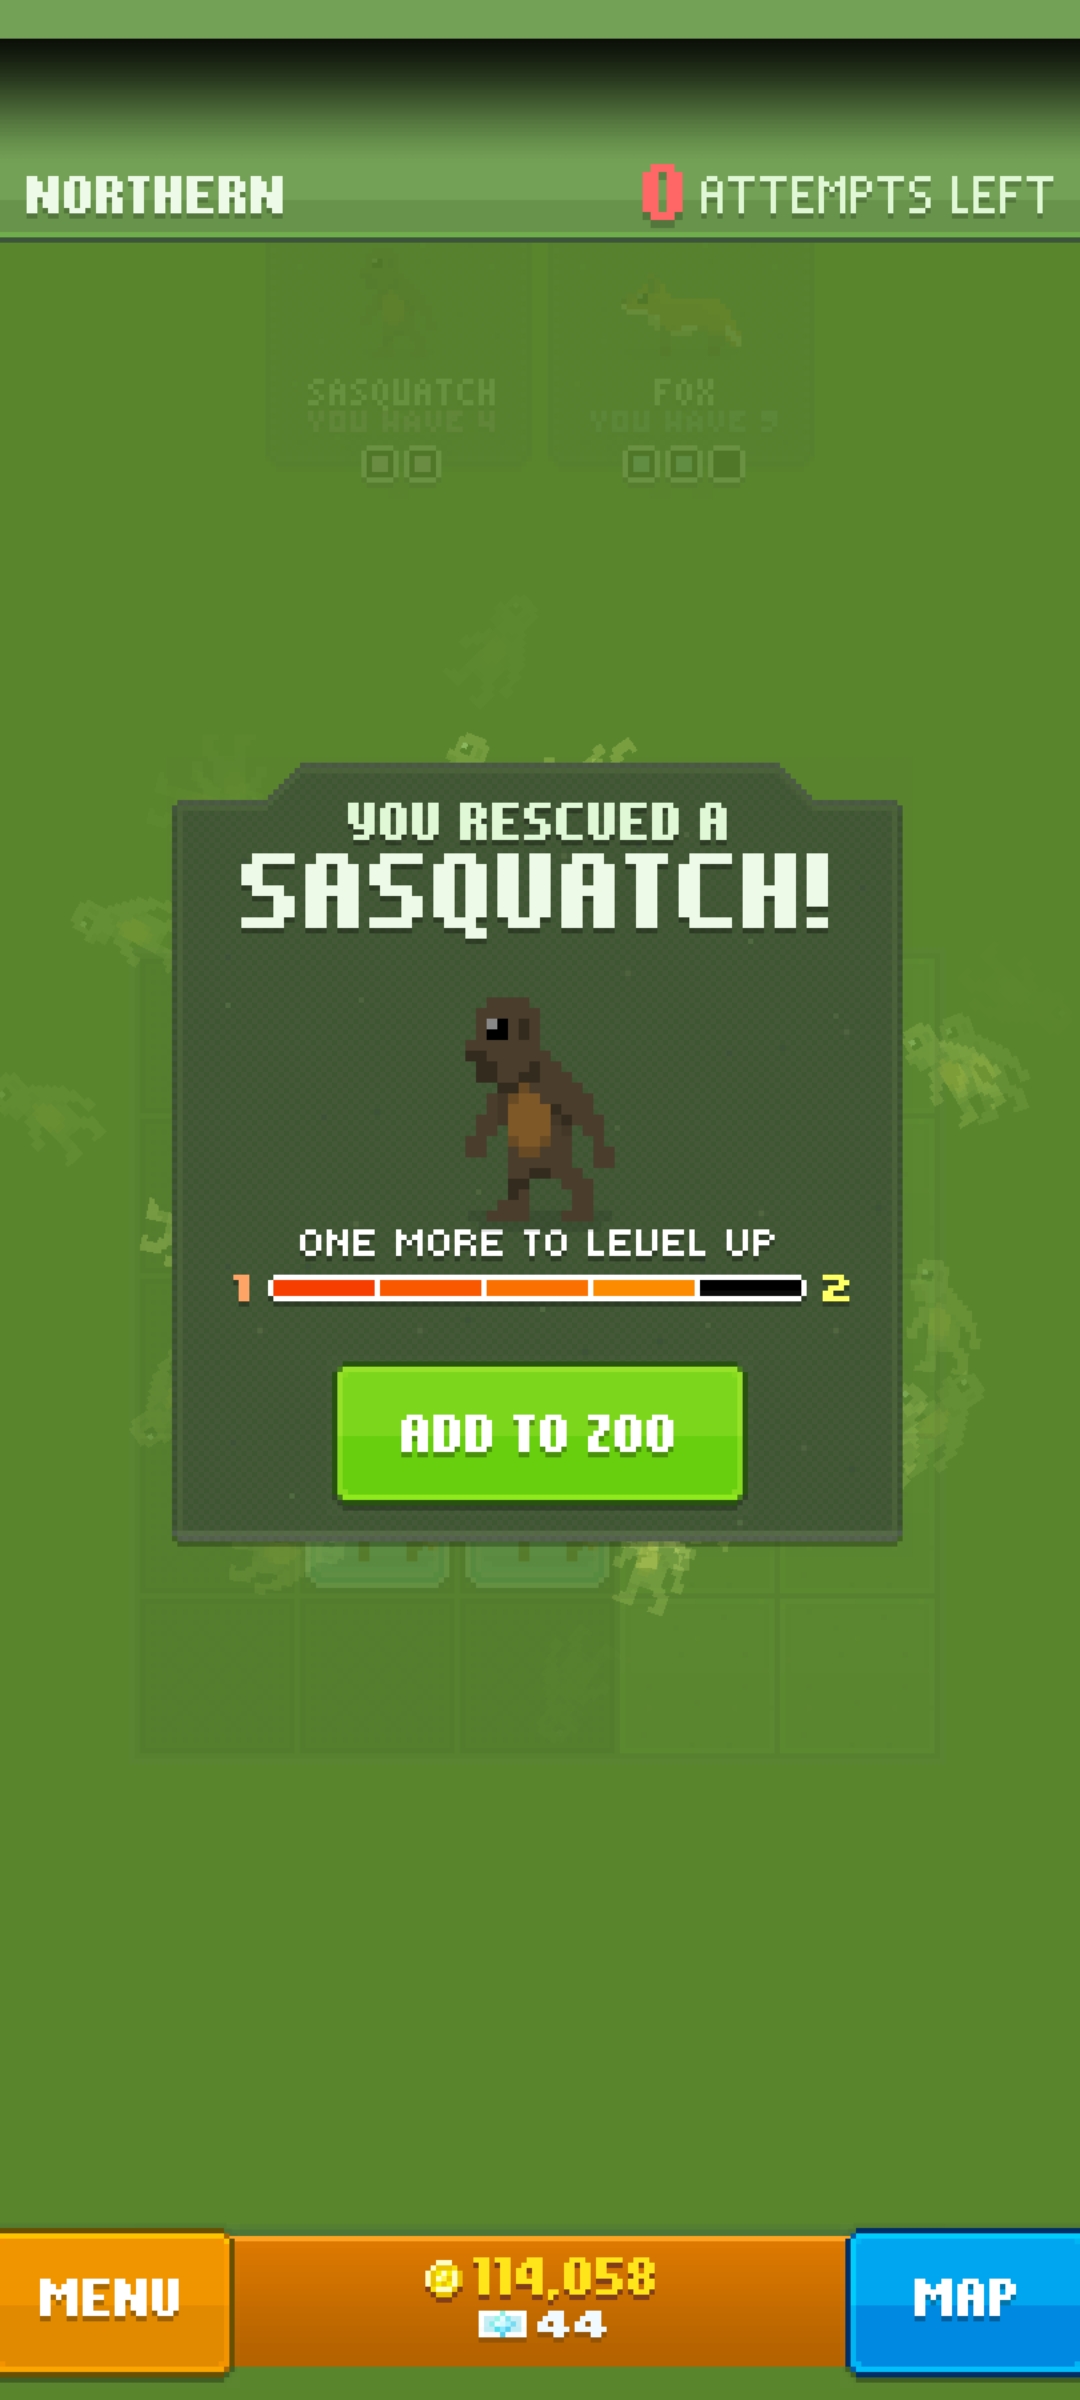 NORTHERN
0 ATTEMPTS LEFT
SASQUATCH
YOU HAVE 4
FOX
YOU HAVE 9
YOU RESCUED A
SASQUATCH!
ONE MORE TO LEVEL UP
1
2
ADD TO ZOO
MENU
114,058
44
MAP